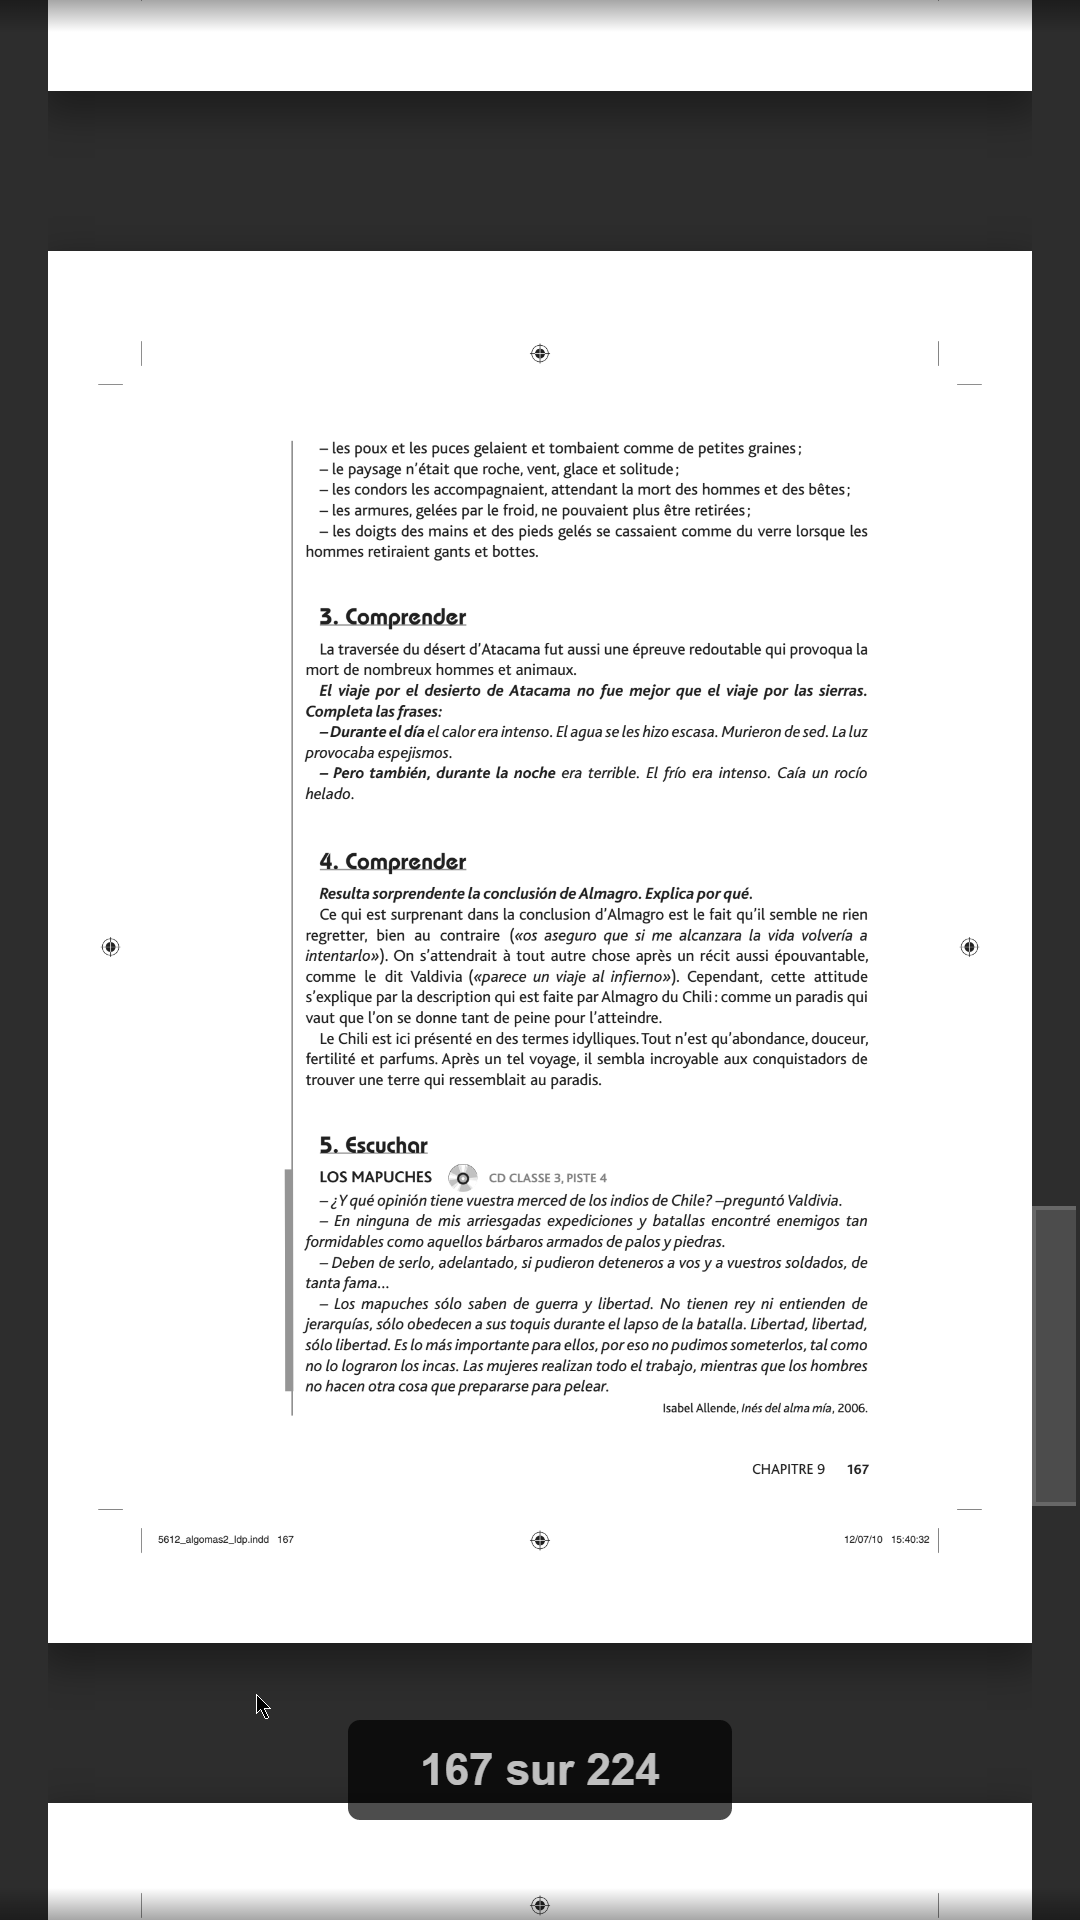 – les poux et les puces gelaient et tombaient comme de petites graines ;
– le paysage n’était que roche, vent, glace et solitude ;
– les condors les accompagnaient, attendant la mort des hommes et des bêtes ;
– les armures, gelées par le froid, ne pouvaient plus être retirées ;
– les doigts des mains et des pieds gelés se cassaient comme du verre lorsque les
hommes retiraient gants et bottes.
3. Comprender
La traversée du désert d’Atacama fut aussi une épreuve redoutable qui provoqua la
mort de nombreux hommes et animaux.
El viaje por el desierto de Atacama no fue mejor que el viaje por las sierras.
Completa las frases:
– Durante el día el calor era intenso. El agua se les hizo escasa. Murieron de sed. La luz
provocaba espejismos.
– Pero también, durante la noche era terrible. El frío era intenso. Caía un rocío
helado.
4. Comprender
Resulta sorprendente la conclusión de Almagro. Explica por qué.
Ce qui est surprenant dans la conclusion d’Almagro est le fait qu’il semble ne rien
regretter, bien au contraire («os aseguro que si me alcanzara la vida volvería a
intentarlo»). On s’attendrait à tout autre chose après un récit aussi épouvantable,
comme le dit Valdivia («parece un viaje al infierno»). Cependant, cette attitude
s’explique par la description qui est faite par Almagro du Chili : comme un paradis qui
vaut que l’on se donne tant de peine pour l’atteindre.
Le Chili est ici présenté en des termes idylliques. Tout n’est qu’abondance, douceur,
fertilité et parfums. Après un tel voyage, il sembla incroyable aux conquistadors de
trouver une terre qui ressemblait au paradis.
5. Escuchar
LOS MAPUCHES CD CLASSE 3, PISTE 4
– ¿Y qué opinión tiene vuestra merced de los indios de Chile? –preguntó Valdivia.
– En ninguna de mis arriesgadas expediciones y batallas encontré enemigos tan
formidables como aquellos bárbaros armados de palos y piedras.
– Deben de serlo, adelantado, si pudieron deteneros a vos y a vuestros soldados, de
tanta fama...
– Los mapuches sólo saben de guerra y libertad. No tienen rey ni entienden de
jerarquías, sólo obedecen a sus toquis durante el lapso de la batalla. Libertad, libertad,
sólo libertad. Es lo más importante para ellos, por eso no pudimos someterlos, tal como
no lo lograron los incas. Las mujeres realizan todo el trabajo, mientras que los hombres
no hacen otra cosa que prepararse para pelear.
Isabel Allende, Inés del alma mía, 2006.
CHAPITRE 9 167
5612_algomas2_ldp.indd 167 12/07/10 15:40:32
167 sur 224